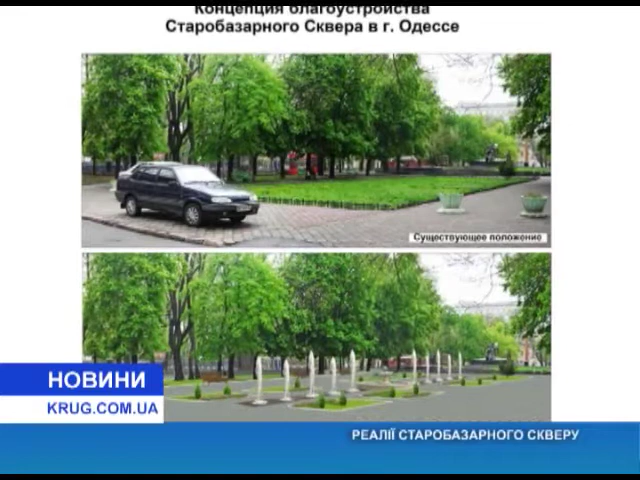 Концепция благоустройства
Старобазарного Сквера в г. Одессе
Существующее положение
НОВИНИ
KRUG.COM.UA
РЕАЛІЇ СТАРОБАЗАРНОГО СКВЕРУ